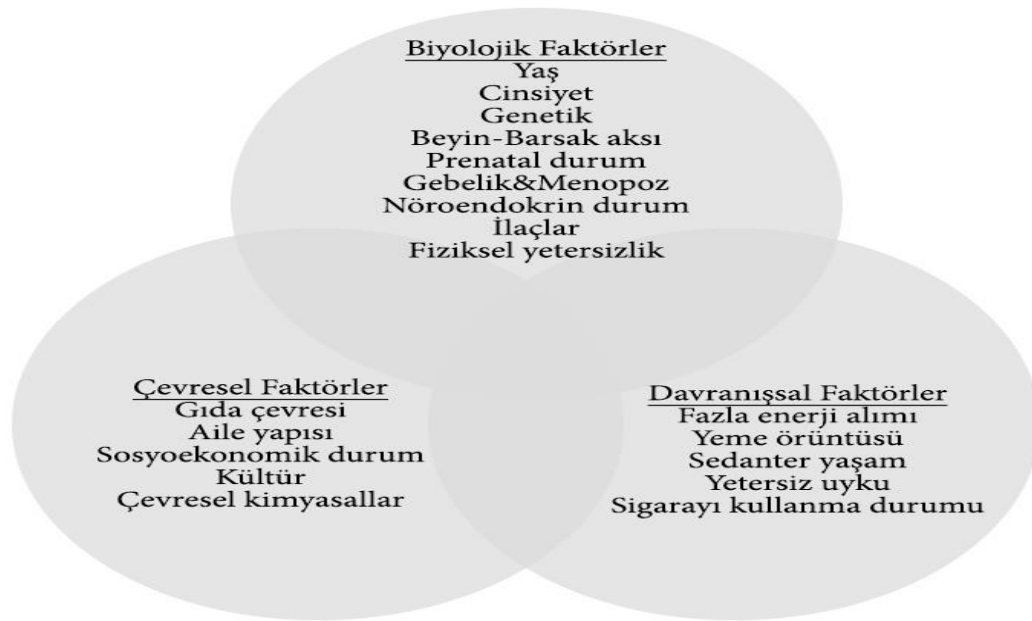 Biyolojik Faktörler
Yaş
Cinsiyet
Genetik
Beyin-Barsak aksı
Prenatal durum
Gebelik&Menopoz
Nöroendokrin durum
İlaçlar
Fiziksel yetersizlik
Çevresel Faktörler
Gıda çevresi
Aile yapısı
Sosyoekonomik durum
Kültür
Çevresel kimyasallar
Davranışsal Faktörler
Fazla enerji alımı
Yeme örüntüsü
Sedanter yaşam
Yetersiz uyku
Sigarayı kullanma durumu